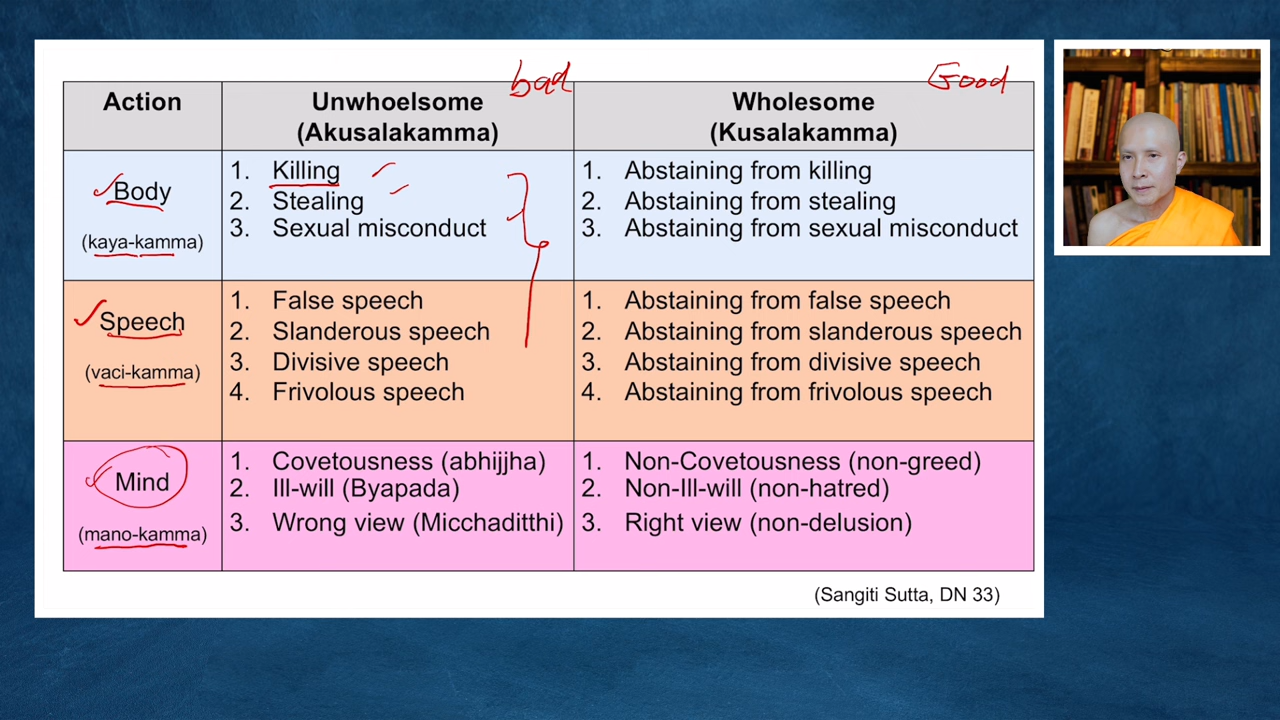 bad
Good
Action
Unwhoelsome
(Akusalakamma)
Wholesome
(Kusalakamma)
Body
(kaya-kamma)
1. Killing
2. Stealing
3. Sexual misconduct
1. Abstaining from killing
2. Abstaining from stealing
3. Abstaining from sexual misconduct
Speech
(vaci-kamma)
1. False speech
2. Slanderous speech
3. Divisive speech
4. Frivolous speech
1. Abstaining from false speech
2. Abstaining from slanderous speech
3. Abstaining from divisive speech
4. Abstaining from frivolous speech
Mind
(mano-kamma)
1. Covetousness (abhijjha)
2. Ill-will (Byapada)
3. Wrong view (Micchaditthi)
1. Non-Covetousness (non-greed)
2. Non-Ill-will (non-hatred)
3. Right view (non-delusion)
(Sangiti Sutta, DN 33)